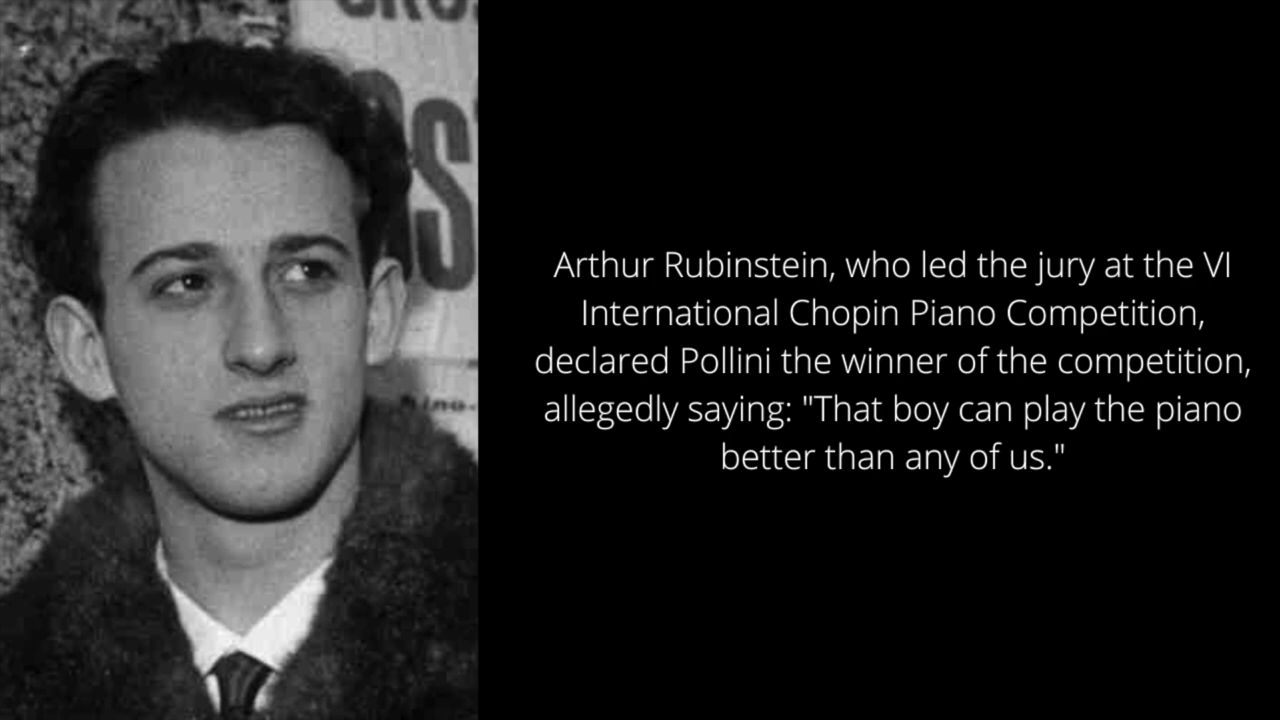 Arthur Rubinstein, who led the jury at the VI
International Chopin Piano Competition,
declared Pollini the winner of the competition,
allegedly saying: "That boy can play the piano
better than any of us."